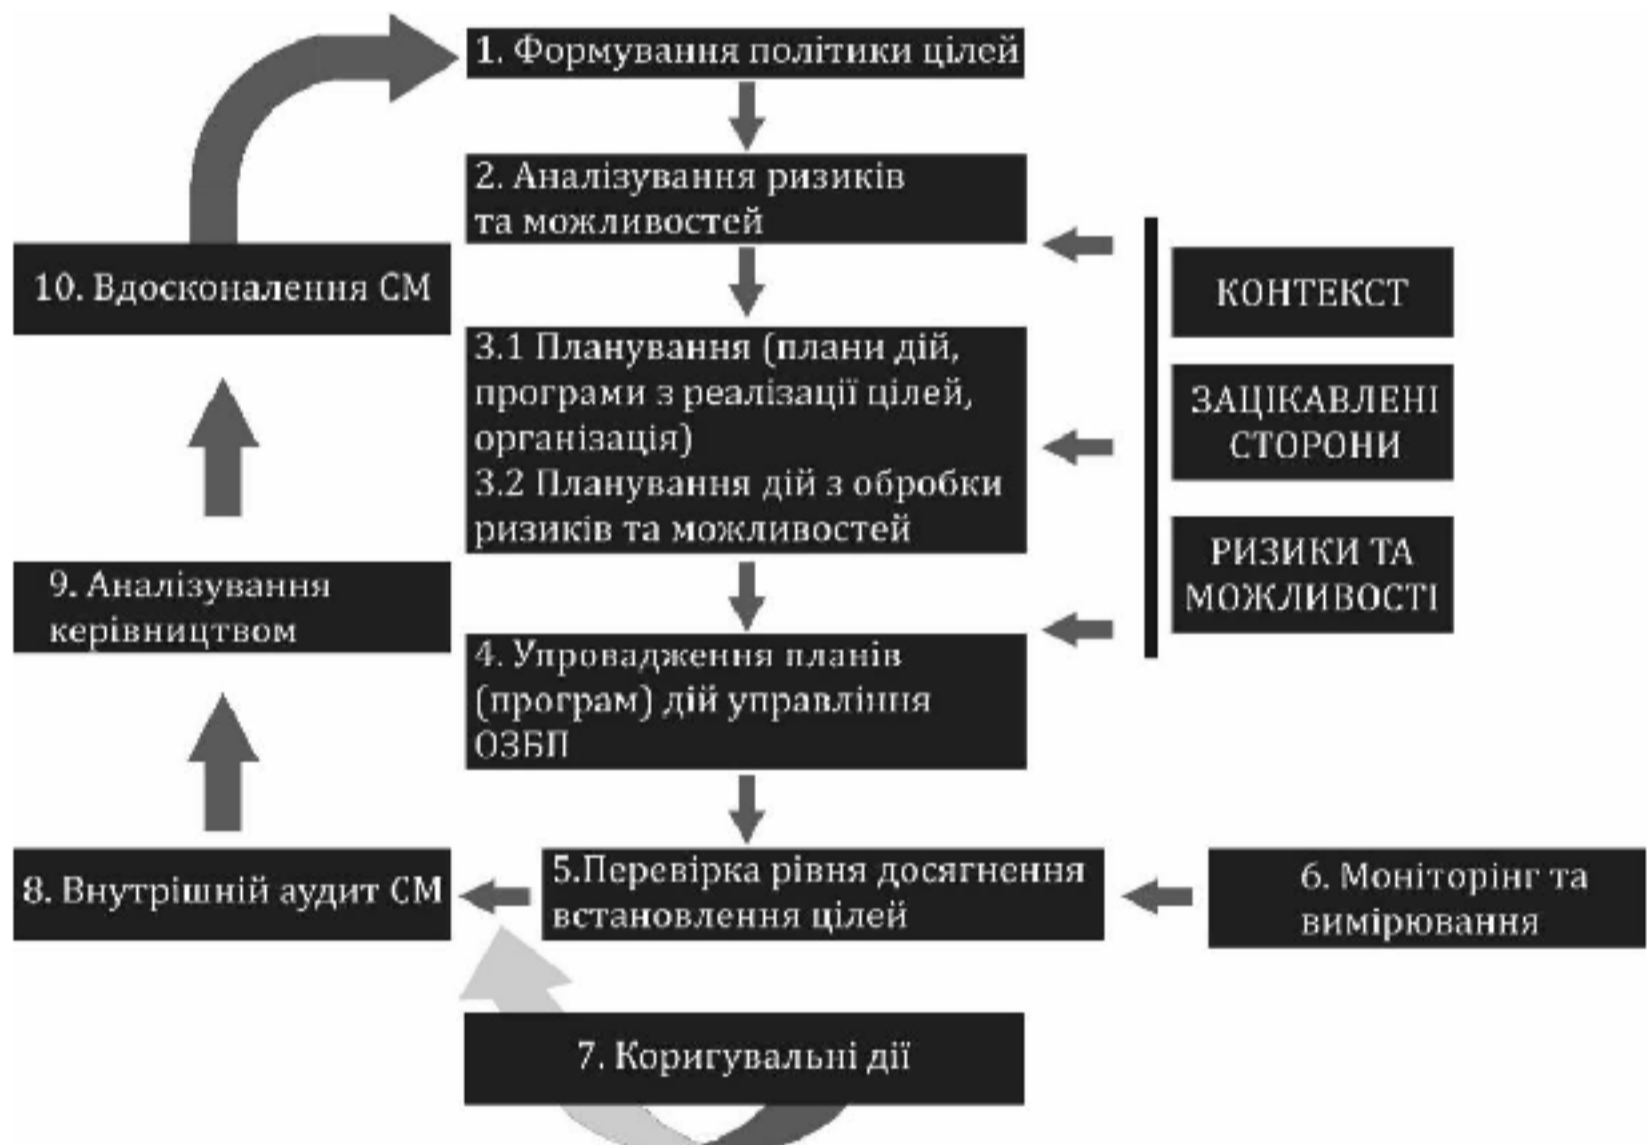 1. Формування політики цілей
2. Аналізування ризиків
та можливостей
10. Вдосконалення СМ
КОНТЕКСТ
3.1 Планування (плани дій,
програми з реалізації цілей,
організація)
3.2 Планування дій з обробки
ризиків та можливостей
ЗАЦІКАВЛЕНІ
СТОРОНИ
РИЗИКИ ТА
МОЖЛИВОСТІ
9. Аналізування
керівництвом
4. Упровадження планів
(програм) дій управління
ОЗБП
8. Внутрішній аудит СМ
5.Перевірка рівня досягнення
встановлення цілей
6. Моніторінг та
вимірювання
7. Коригувальні дії